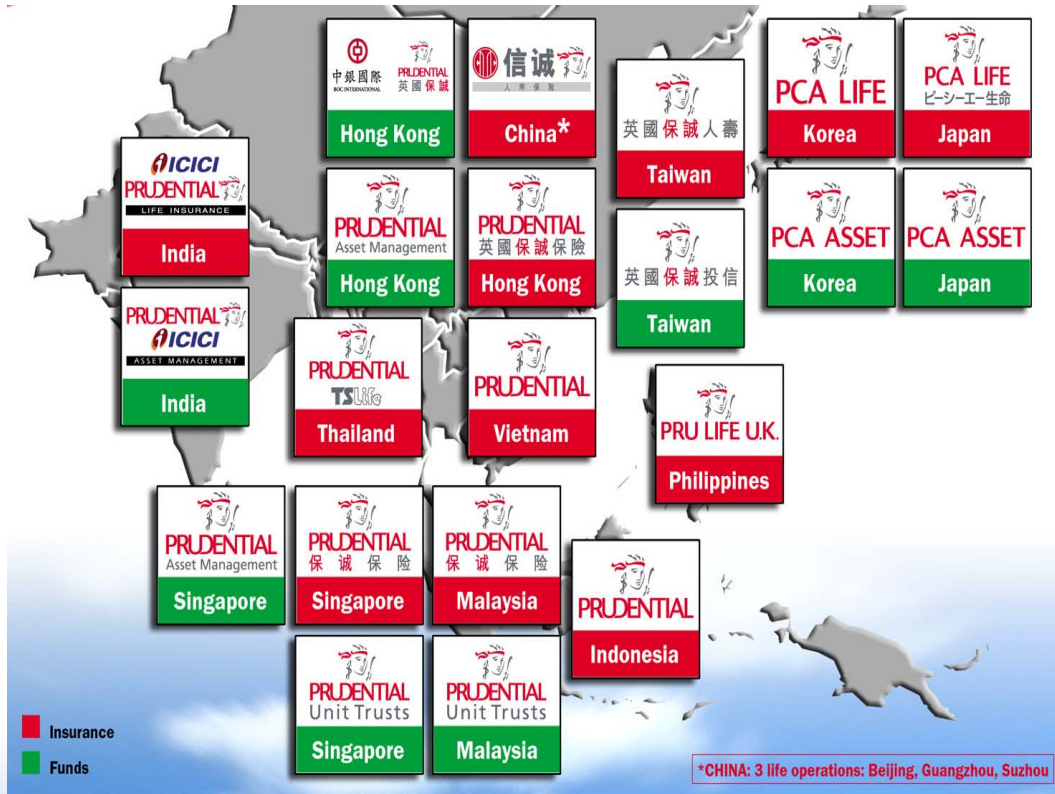 中銀國際
BOC INTERNATIONAL
PRUDENTIAL
英國保誠
Hong Kong
信诚
人寿保险
China*
英國保誠人壽
Taiwan
PCA LIFE
Korea
PCA LIFE
ピーシーエー生命
Japan
ICICI
PRUDENTIAL
LIFE INSURANCE
India
PRUDENTIAL
Asset Management
Hong Kong
PRUDENTIAL
英國保誠保險
Hong Kong
英國保誠投信
Taiwan
PCA ASSET
Korea
PCA ASSET
Japan
PRUDENTIAL
ICICI
ASSET MANAGEMENT
India
PRUDENTIAL
TSLife
Thailand
PRUDENTIAL
Vietnam
PRU LIFE U.K.
Philippines
PRUDENTIAL
Asset Management
Singapore
PRUDENTIAL
保诚保险
Singapore
PRUDENTIAL
保诚保险
Malaysia
PRUDENTIAL
Indonesia
PRUDENTIAL
Unit Trusts
Singapore
PRUDENTIAL
Unit Trusts
Malaysia
Insurance
Funds
*CHINA: 3 life operations: Beijing, Guangzhou, Suzhou